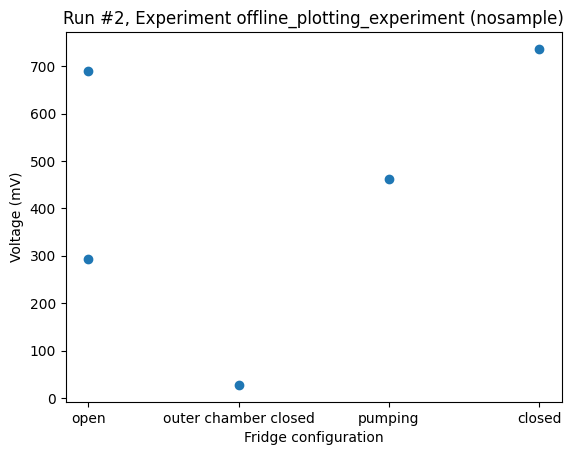 Run #2, Experiment offline_plotting_experiment (nosample)
Voltage (mV)
700
600
500
400
300
200
100
0
open
outer chamber closed
pumping
closed
Fridge configuration